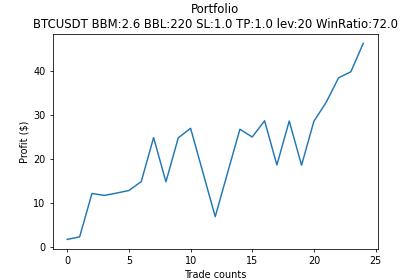 Portfolio
BTCUSDT BBM:2.6 BBL:220 SL:1.0 TP:1.0 lev:20 WinRatio:72.0
Profit ($)
40
30
20
10
0
0 5 10 15 20 25
Trade counts